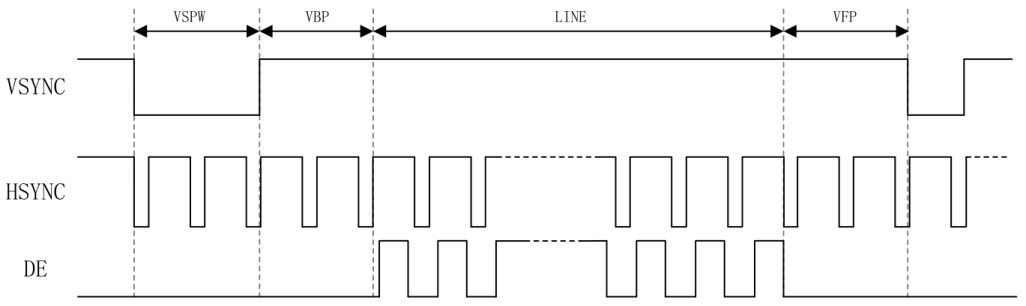 VSPW VBP LINE VFP
VSYNC
HSYNC
DE